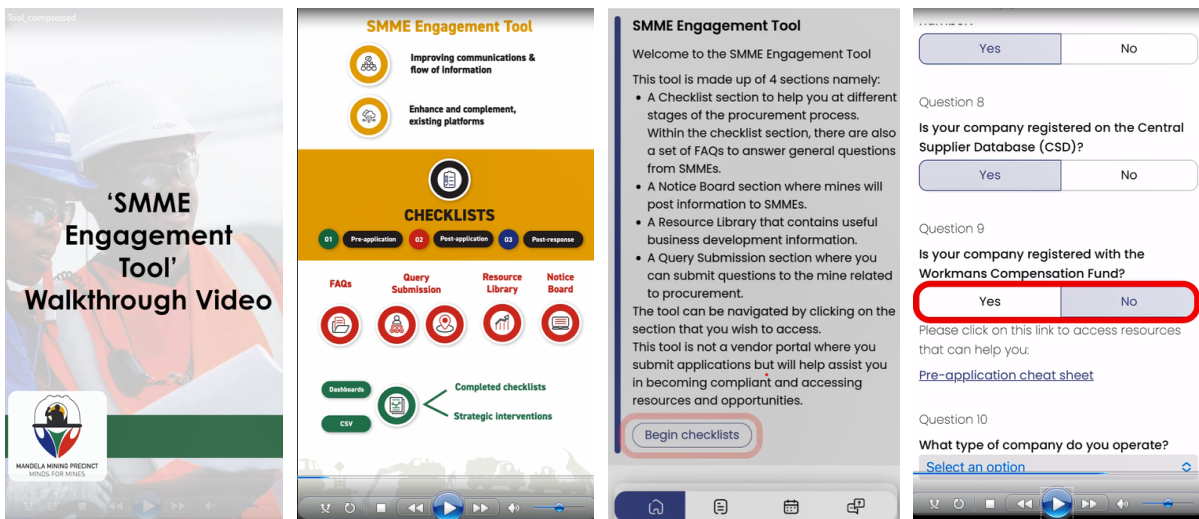 Tool_compressed
‘SMME
Engagement
Tool’
Walkthrough Video
MANDELA MINING PRECINCT
MINDS FOR MINES
SMME Engagement Tool
Improving communications &
flow of information
Enhance and complement,
existing platforms
CHECKLISTS
01 Pre-application 02 Post-application 03 Post-response
FAQs
Query
Submission
Resource
Library
Notice
Board
Dashboards
CSV
Completed checklists
Strategic interventions
SMME Engagement Tool
Welcome to the SMME Engagement Tool
This tool is made up of 4 sections namely:
• A Checklist section to help you at different
stages of the procurement process.
Within the checklist section, there are also
a set of FAQs to answer general questions
from SMMEs.
• A Notice Board section where mines will
post information to SMMEs.
• A Resource Library that contains useful
business development information.
• A Query Submission section where you
can submit questions to the mine related
to procurement.
The tool can be navigated by clicking on the
section that you wish to access.
This tool is not a vendor portal where you
submit applications but will help assist you
in becoming compliant and accessing
resources and opportunities.
Begin checklists
Yes No
Question 8
Is your company registered on the Central
Supplier Database (CSD)?
Yes No
Question 9
Is your company registered with the
Workmans Compensation Fund?
Yes No
Please click on this link to access resources
that can help you:
Pre-application cheat sheet
Question 10
What type of company do you operate?
Select an option